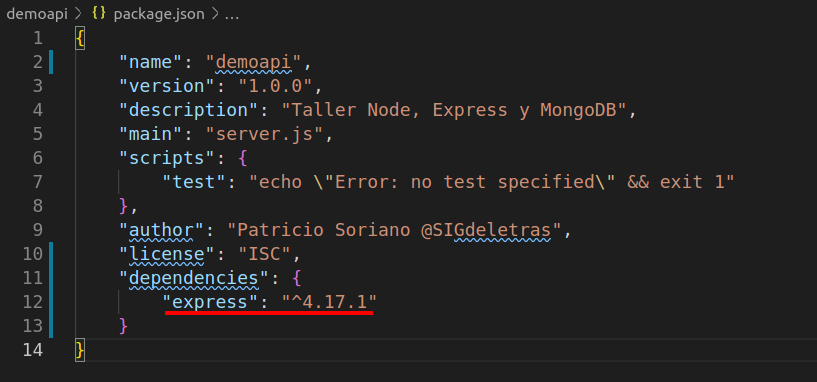 demoapi > {} package.json > ...
1 {
2 "name": "demoapi",
3 "version": "1.0.0",
4 "description": "Taller Node, Express y MongoDB",
5 "main": "server.js",
6 "scripts": {
7 "test": "echo \"Error: no test specified\" && exit 1"
8 },
9 "author": "Patricio Soriano @SIGdeletras",
10 "license": "ISC",
11 "dependencies": {
12 "express": "^4.17.1"
13 }
14 }